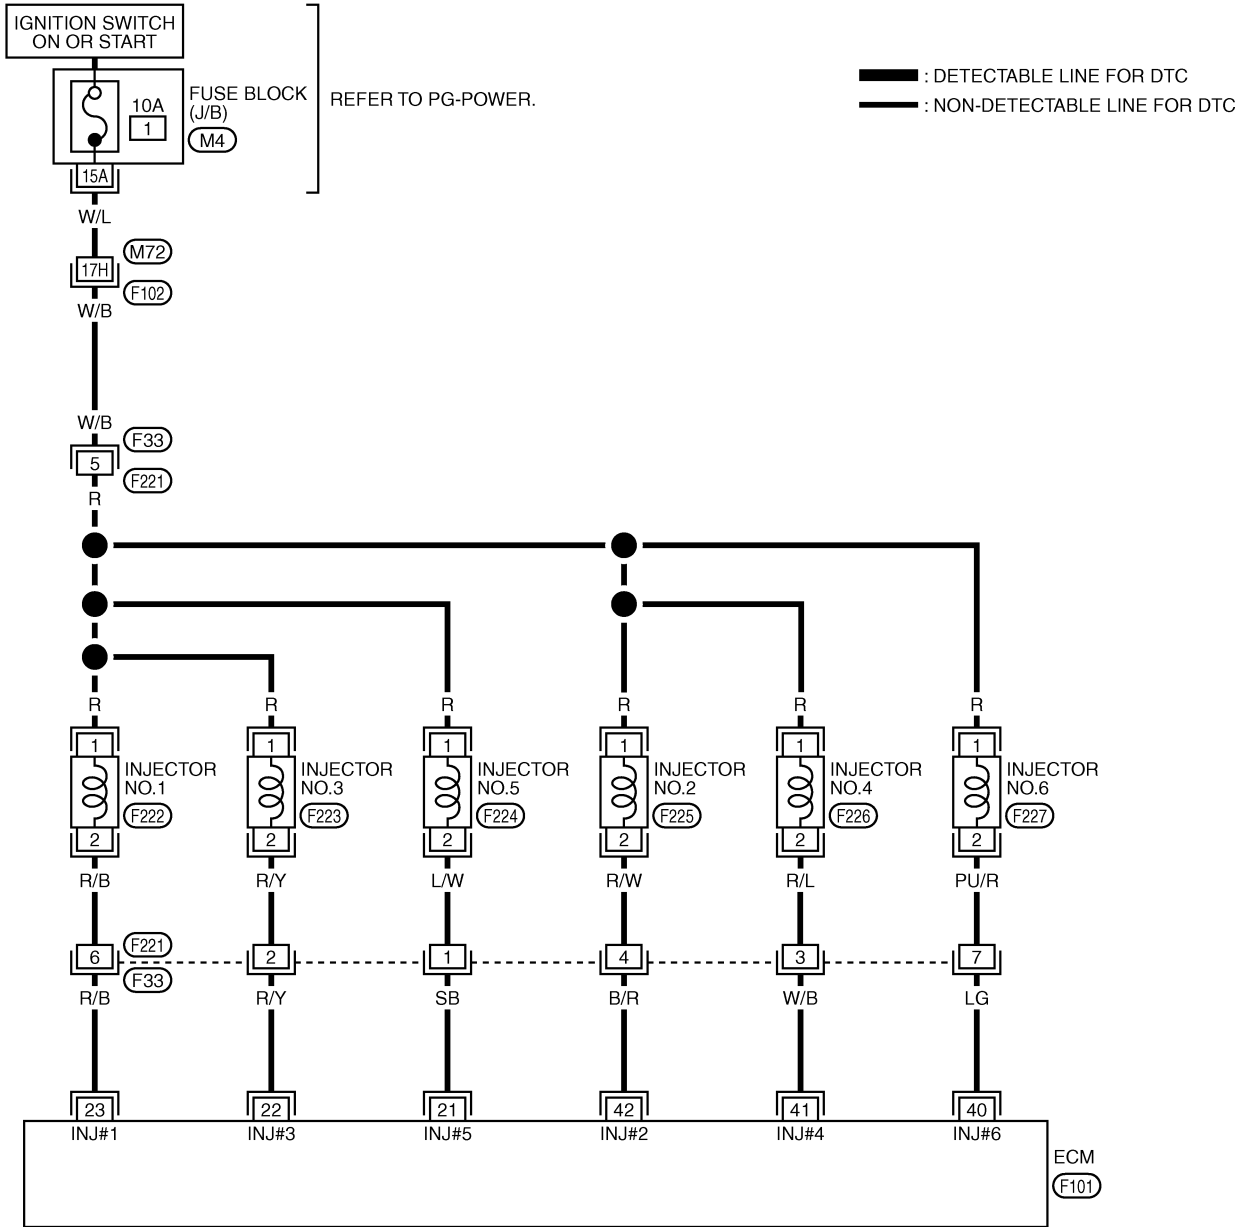 IGNITION SWITCH
ON OR START
: DETECTABLE LINE FOR DTC
: NON-DETECTABLE LINE FOR DTC
10A
1
FUSE BLOCK
(J/B)
M4
REFER TO PG-POWER.
15A
W/L
M72
17H
F102
W/B
W/B
F33
5
F221
R
R R R R R R
1 1 1 1 1 1
INJECTOR
NO.1
F222
INJECTOR
NO.3
F223
INJECTOR
NO.5
F224
INJECTOR
NO.2
F225
INJECTOR
NO.4
F226
INJECTOR
NO.6
F227
2 2 2 2 2 2
R/B R/Y L/W R/W R/L PU/R
F221
6 2 1 4 3 7
F33
R/B R/Y SB B/R W/B LG
23 22 21 42 41 40
INJ#1 INJ#3 INJ#5 INJ#2 INJ#4 INJ#6
ECM
F101